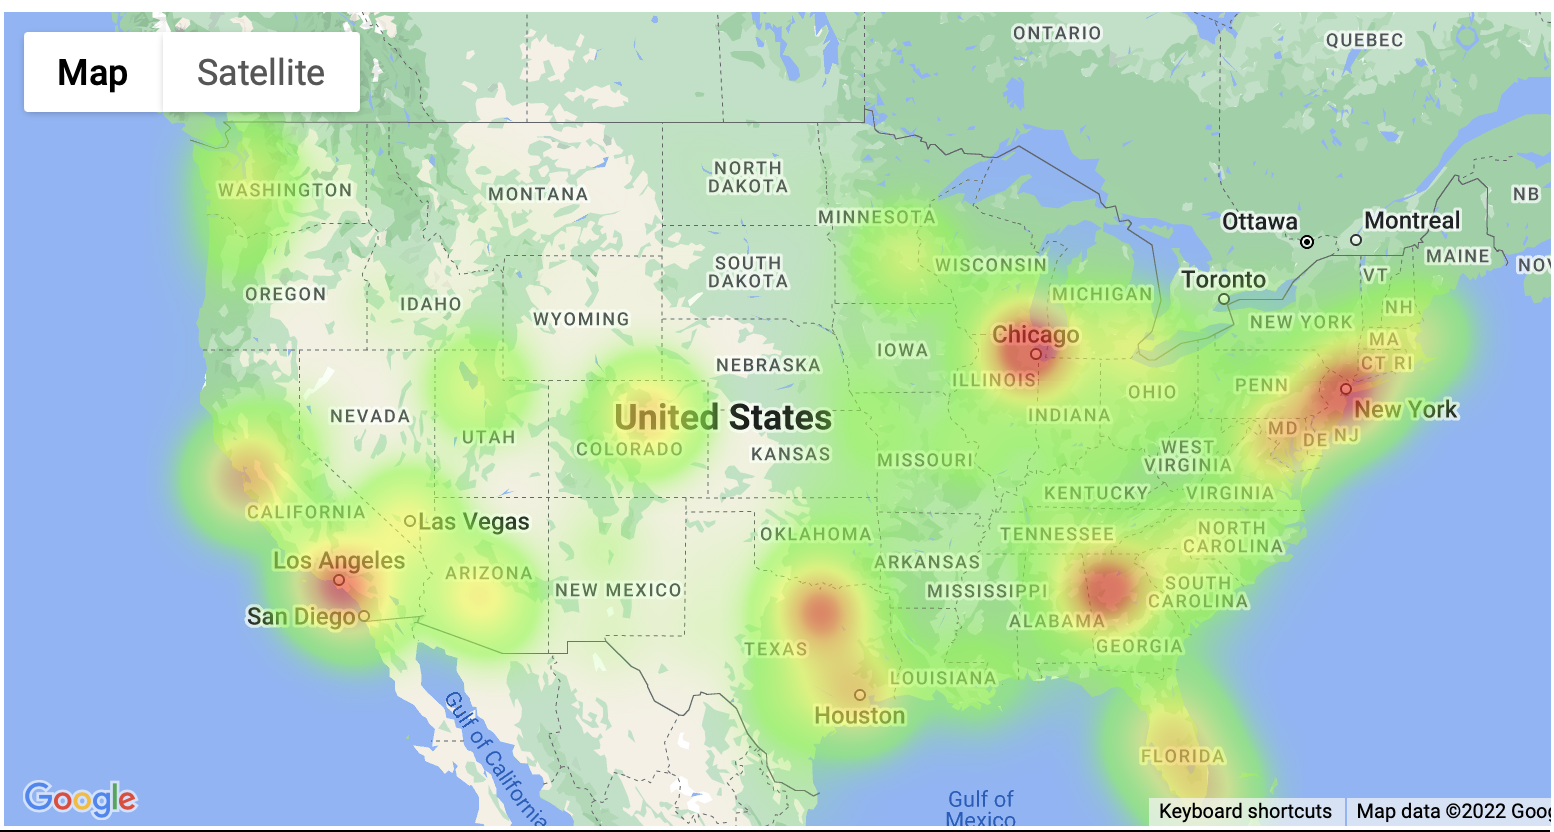 ONTARIO
QUEBEC
Map
Satellite
NORTH
DAKOTA
WASHINGTON
MONTANA
NB
MINNESOTA
Ottawa
Montreal
MAINE
SOUTH
DAKOTA
WISCONSIN
VT
NOV
Toronto
OREGON
IDAHO
MICHIGAN
NH
WYOMING
NEW YORK
Chicago
MA
IOWA
NEBRASKA
CT RI
ILLINOIS
OHIO
PENN
NEVADA
United States
INDIANA
New York
UTAH
COLORADO
KANSAS
MISSOURI
WEST
VIRGINIA
MD
DE
NJ
KENTUCKY
VIRGINIA
CALIFORNIA
Las Vegas
OKLAHOMA
TENNESSEE
NORTH
CAROLINA
Los Angeles
ARIZONA
NEW MEXICO
ARKANSAS
MISSISSIPPI
SOUTH
CAROLINA
San Diego
ALABAMA
GEORGIA
TEXAS
LOUISIANA
Houston
Gulf of California
FLORIDA
Google
Gulf of
Mexico
Keyboard shortcuts
Map data ©2022 Goog